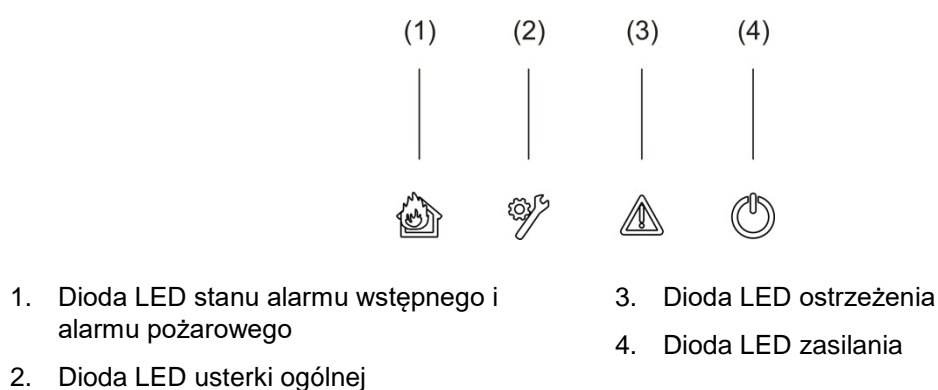 (1) (2) (3) (4)
1. Dioda LED stanu alarmu wstępnego i
alarmu pożarowego
2. Dioda LED usterki ogólnej
3. Dioda LED ostrzeżenia
4. Dioda LED zasilania